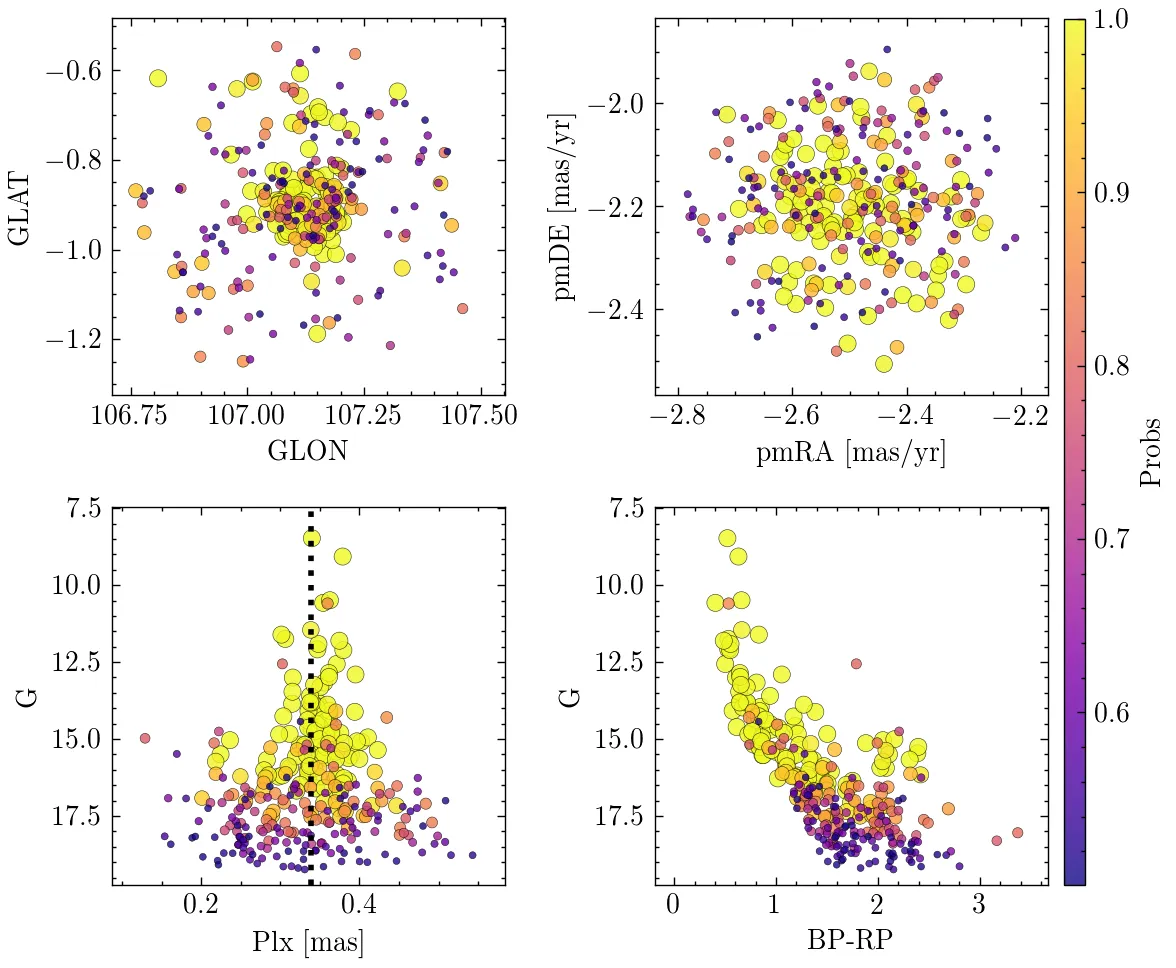 −0.6
−0.8
−1.0
−1.2
GLAT
106.75 107.00 107.25 107.50
GLON
−2.0
−2.2
−2.4
pmDE [mas/yr]
−2.8 −2.6 −2.4 −2.2
pmRA [mas/yr]
7.5
10.0
12.5
15.0
17.5
G
0.2 0.4
Plx [mas]
7.5
10.0
12.5
15.0
17.5
G
0 1 2 3
BP-RP
1.0
0.9
0.8
0.7
0.6
Probs